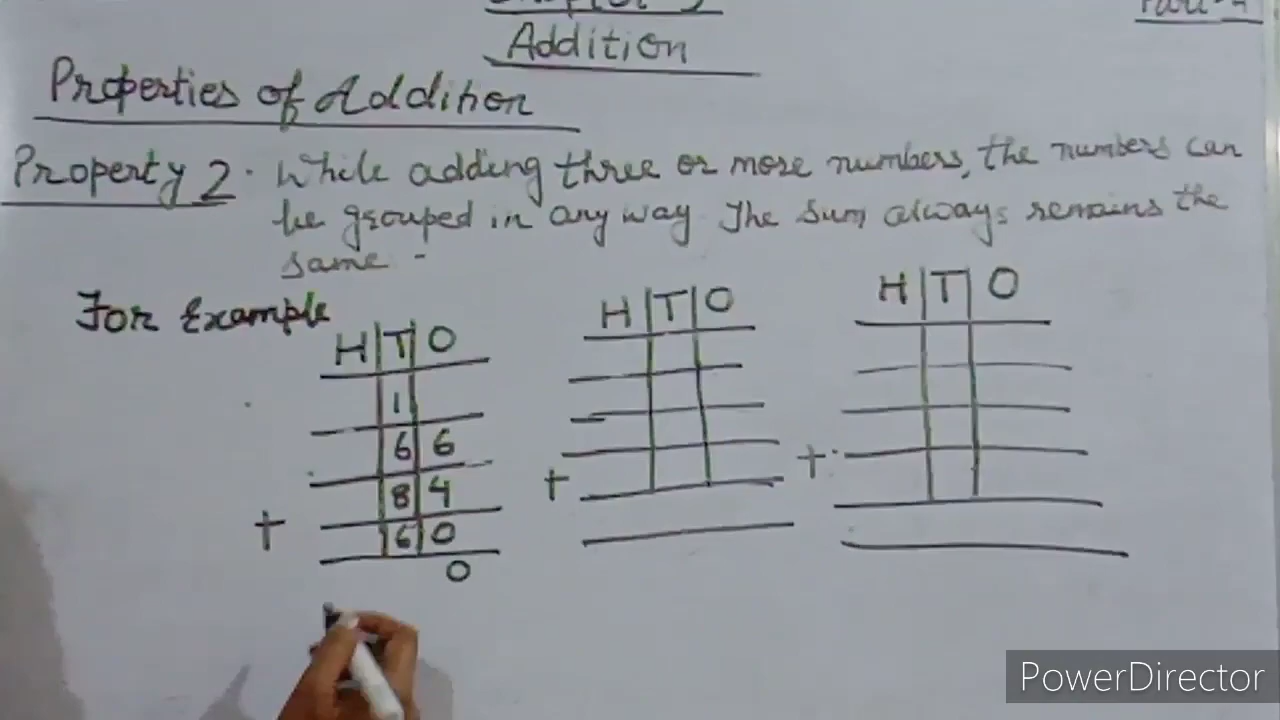 Addition
Properties of Addition
Property 2. While adding three or more numbers, the numbers can
be grouped in any way The sum always remains the
same.
For Example
H T O
1
6 6
8 4
+ 6 0
0
H T O
+
H T O
+
PowerDirector